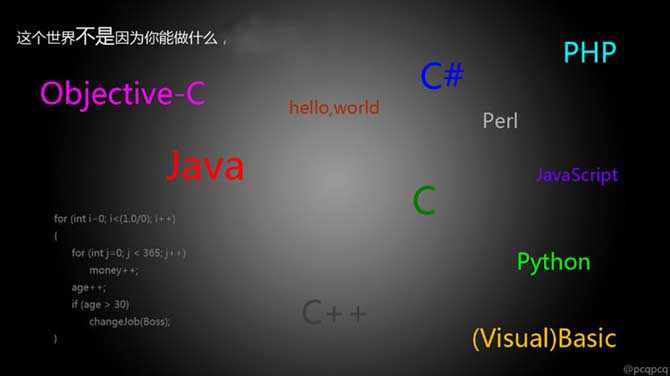 这个世界不是因为你能做什么，
PHP
C#
Objective-C
hello,world
Perl
Java
JavaScript
C
for (int i=0; i<(1.0/0); i++)
{
for (int j=0; j < 365; j++)
money++;
age++;
if (age > 30)
changeJob(Boss);
}
Python
C++
(Visual)Basic
@pcqpcq